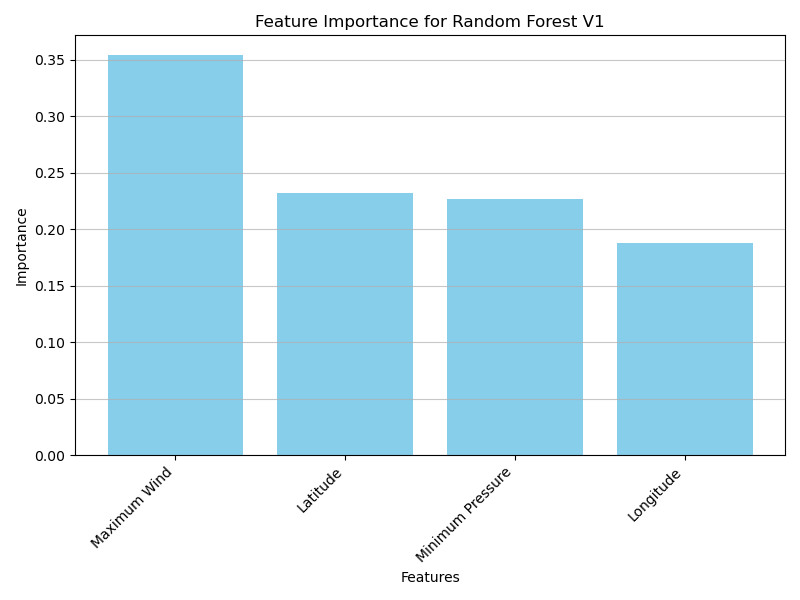 Feature Importance for Random Forest V1
Importance
0.35
0.30
0.25
0.20
0.15
0.10
0.05
0.00
Maximum Wind
Latitude
Minimum Pressure
Longitude
Features